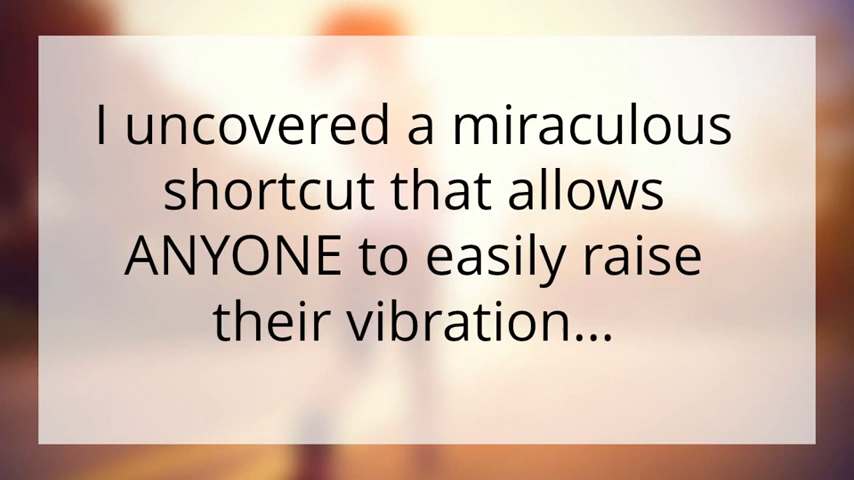 I uncovered a miraculous
shortcut that allows
ANYONE to easily raise
their vibration...